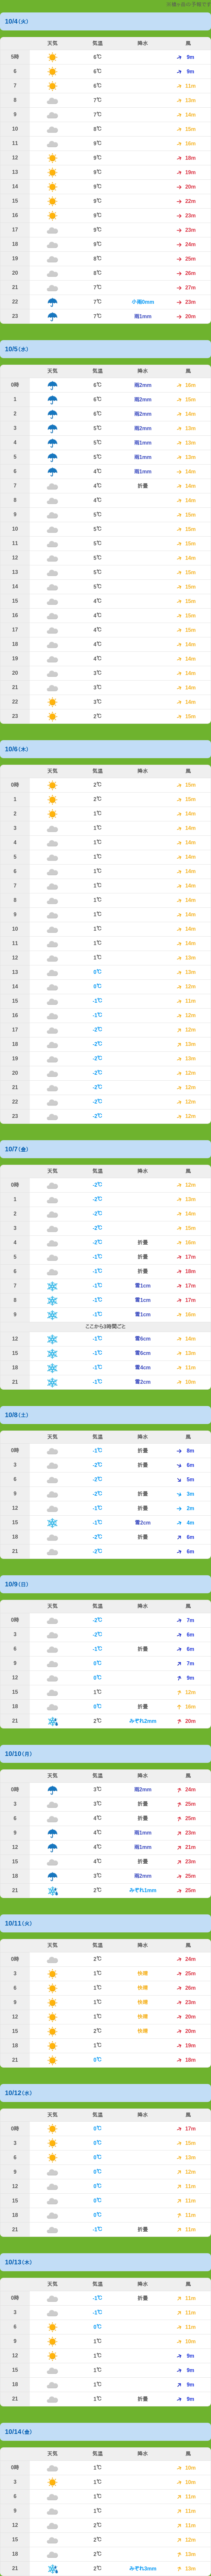 の予報です
10/4(火)
天気 気温 降水 風
5時 6℃ 9m
6 6℃ 9m
7 6℃ 11m
8 7℃ 13m
9 7℃ 14m
10 8℃ 15m
11 9℃ 16m
12 9℃ 18m
13 9℃ 19m
14 9℃ 20m
15 9℃ 22m
16 9℃ 23m
17 9℃ 23m
18 9℃ 24m
19 8℃ 25m
20 8℃ 26m
21 7℃ 27m
22 7℃ 小雨0mm 23m
23 7℃ 雨1mm 20m
10/5(水)
天気 気温 降水 風
0時 6℃ 雨2mm 16m
1 6℃ 雨2mm 15m
2 6℃ 雨2mm 14m
3 5℃ 雨2mm 13m
4 5℃ 雨1mm 13m
5 5℃ 雨1mm 13m
6 4℃ 雨1mm 14m
7 4℃ 折畳 14m
8 4℃ 14m
9 5℃ 15m
10 5℃ 15m
11 5℃ 15m
12 5℃ 14m
13 5℃ 15m
14 5℃ 15m
15 4℃ 15m
16 4℃ 15m
17 4℃ 15m
18 4℃ 14m
19 4℃ 14m
20 3℃ 14m
21 3℃ 14m
22 3℃ 14m
23 2℃ 15m
10/6(木)
天気 気温 降水 風
0時 2℃ 15m
1 2℃ 15m
2 1℃ 14m
3 1℃ 14m
4 1℃ 14m
5 1℃ 14m
6 1℃ 14m
7 1℃ 14m
8 1℃ 14m
9 1℃ 14m
10 1℃ 14m
11 1℃ 14m
12 1℃ 13m
13 0℃ 13m
14 0℃ 12m
15 -1℃ 11m
16 -1℃ 12m
17 -2℃ 12m
18 -2℃ 13m
19 -2℃ 13m
20 -2℃ 12m
21 -2℃ 12m
22 -2℃ 12m
23 -2℃ 12m
10/7(金)
天気 気温 降水 風
0時 -2℃ 12m
1 -2℃ 13m
2 -2℃ 14m
3 -2℃ 15m
4 -2℃ 折畳 16m
5 -1℃ 折畳 17m
6 -1℃ 折畳 18m
7 -1℃ 雪1cm 17m
8 -1℃ 雪1cm 17m
9 -1℃ 雪1cm 16m
ここから3時間ごと
12 -1℃ 雪6cm 14m
15 -1℃ 雪6cm 13m
18 -1℃ 雪4cm 11m
21 -1℃ 雪2cm 10m
10/8(土)
天気 気温 降水 風
0時 -1℃ 折畳 8m
3 -2℃ 折畳 6m
6 -2℃ 5m
9 -2℃ 折畳 3m
12 -1℃ 折畳 2m
15 -1℃ 雪2cm 4m
18 -2℃ 折畳 6m
21 -2℃ 6m
10/9(日)
天気 気温 降水 風
0時 -2℃ 7m
3 -2℃ 6m
6 -1℃ 折畳 6m
9 0℃ 7m
12 0℃ 9m
15 1℃ 12m
18 0℃ 折畳 16m
21 2℃ みぞれ2mm 20m
10/10(月)
天気 気温 降水 風
0時 3℃ 雨2mm 24m
3 3℃ 折畳 25m
6 4℃ 折畳 25m
9 4℃ 雨1mm 23m
12 4℃ 雨1mm 21m
15 4℃ 折畳 23m
18 3℃ 雨2mm 25m
21 2℃ みぞれ1mm 25m
10/11(火)
天気 気温 降水 風
0時 2℃ 24m
3 1℃ 快晴 25m
6 1℃ 快晴 26m
9 1℃ 快晴 23m
12 1℃ 快晴 20m
15 2℃ 快晴 20m
18 1℃ 19m
21 0℃ 18m
10/12(水)
天気 気温 降水 風
0時 0℃ 17m
3 0℃ 15m
6 0℃ 13m
9 0℃ 12m
12 0℃ 11m
15 0℃ 11m
18 0℃ 11m
21 -1℃ 折畳 11m
10/13(木)
天気 気温 降水 風
0時 -1℃ 折畳 11m
3 -1℃ 11m
6 0℃ 11m
9 1℃ 10m
12 1℃ 9m
15 1℃ 9m
18 1℃ 9m
21 1℃ 折畳 9m
10/14(金)
天気 気温 降水 風
0時 1℃ 10m
3 1℃ 10m
6 1℃ 11m
9 1℃ 11m
12 2℃ 11m
15 2℃ 12m
18 2℃ 13m
21 2℃ みぞれ3mm 12m